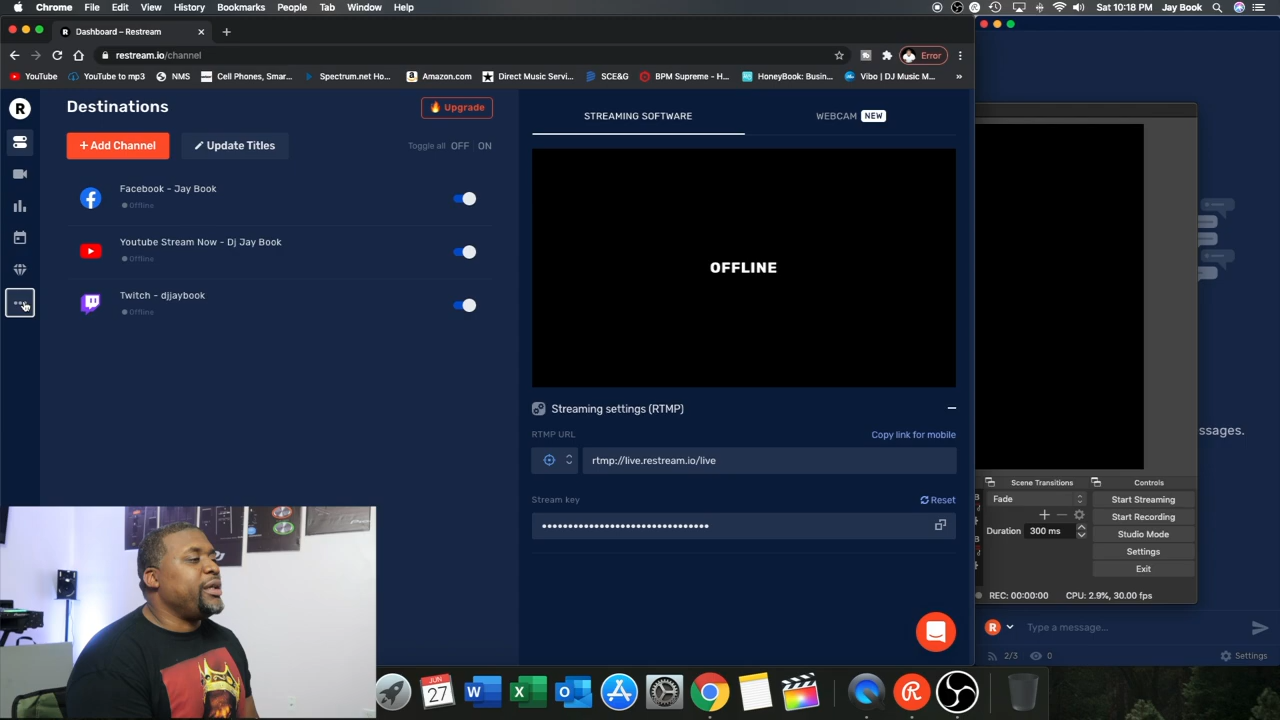 Chrome File Edit View History Bookmarks People Tab Window Help Sat 10:18 PM Jay Book
Dashboard – Restream
restream.io/channel Error
YouTube YouTube to mp3 NMS Cell Phones, Smar... Spectrum.net Ho... Amazon.com Direct Music Servi... SCE&G BPM Supreme - H... HoneyBook: Busin... Vibo | DJ Music M... »
R Destinations Upgrade STREAMING SOFTWARE WEBCAM NEW
+ Add Channel Update Titles Toggle all OFF ON
Facebook - Jay Book
Offline
Youtube Stream Now - Dj Jay Book
Offline
OFFLINE
Twitch - djjaybook
Offline
Streaming settings (RTMP)
RTMP URL Copy link for mobile
ssages.
rtmp://live.restream.io/live
Scene Transitions Controls
Fade Start Streaming
Stream key Reset
Start Recording
Duration 300 ms Studio Mode
Settings
Exit
REC: 00:00:00 CPU: 2.9%, 30.00 fps
R Type a message...
2/3 0 Settings
JUN
27